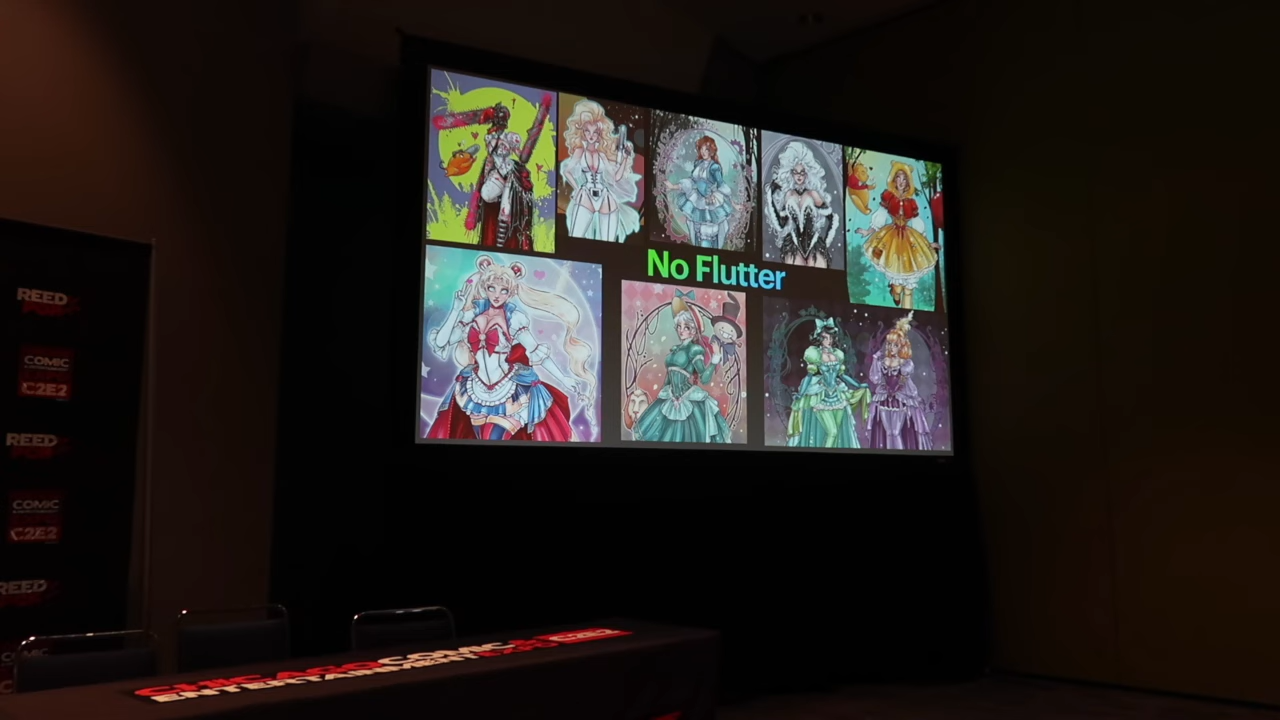 No Flutter
REED
COMIC
C2E2
REED
COMIC
C2E2
REED
CHICAGO COMIC &
ENTERTAINMENT EXPO C2E2